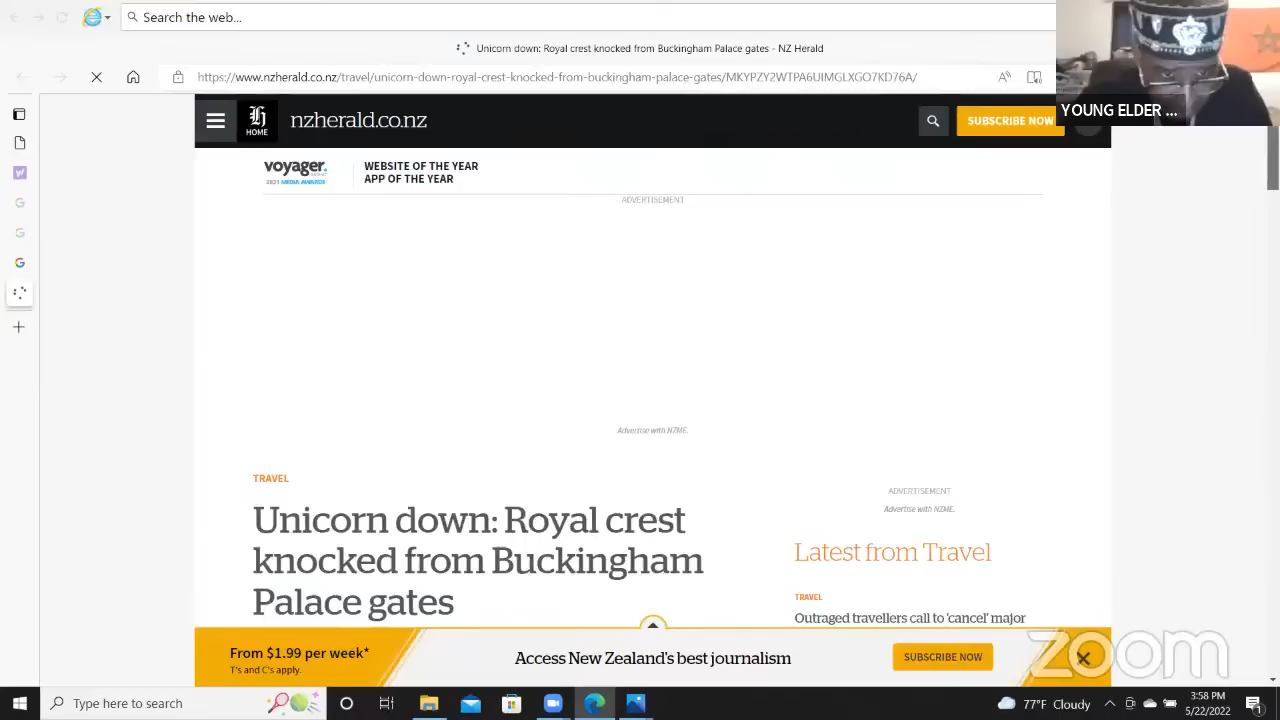 Search the web...
Unicorn down: Royal crest knocked from Buckingham Palace gates - NZ Herald
https://www.nzherald.co.nz/travel/unicorn-down-royal-crest-knocked-from-buckingham-palace-gates/MKYPZY2WTPA6UIMGLXGO7KD76A/
YOUNG ELDER ...
HOME
nzherald.co.nz
SUBSCRIBE NOW
voyager.
2021 MEDIA AWARDS
WEBSITE OF THE YEAR
APP OF THE YEAR
ADVERTISEMENT
Advertise with NZME.
TRAVEL
Unicorn down: Royal crest
knocked from Buckingham
Palace gates
ADVERTISEMENT
Advertise with NZME.
Latest from Travel
TRAVEL
Outraged travellers call to 'cancel' major
From $1.99 per week*
T's and C's apply.
Access New Zealand's best journalism
SUBSCRIBE NOW
zoom
Type here to search
77°F Cloudy
3:58 PM
5/22/2022
1